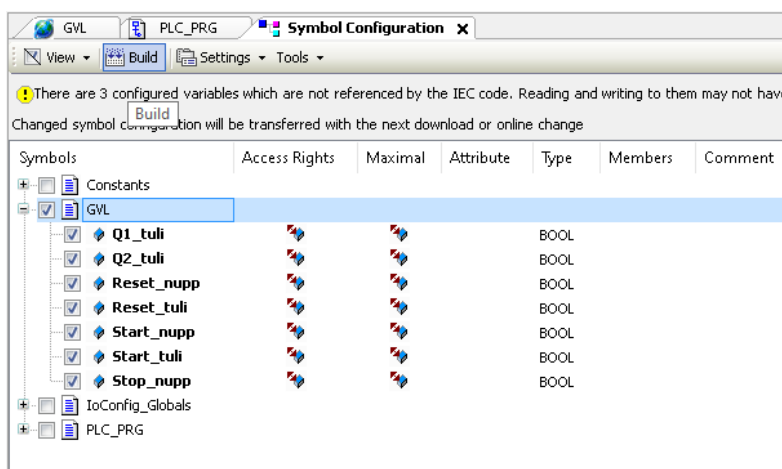 GVL PLC_PRG Symbol Configuration
View Build Settings Tools
There are 3 configured variables which are not referenced by the IEC code. Reading and writing to them may not hav
Build
Changed symbol configuration will be transferred with the next download or online change
Symbols Access Rights Maximal Attribute Type Members Comment
Constants
GVL
Q1_tuli BOOL
Q2_tuli BOOL
Reset_nupp BOOL
Reset_tuli BOOL
Start_nupp BOOL
Start_tuli BOOL
Stop_nupp BOOL
IoConfig_Globals
PLC_PRG